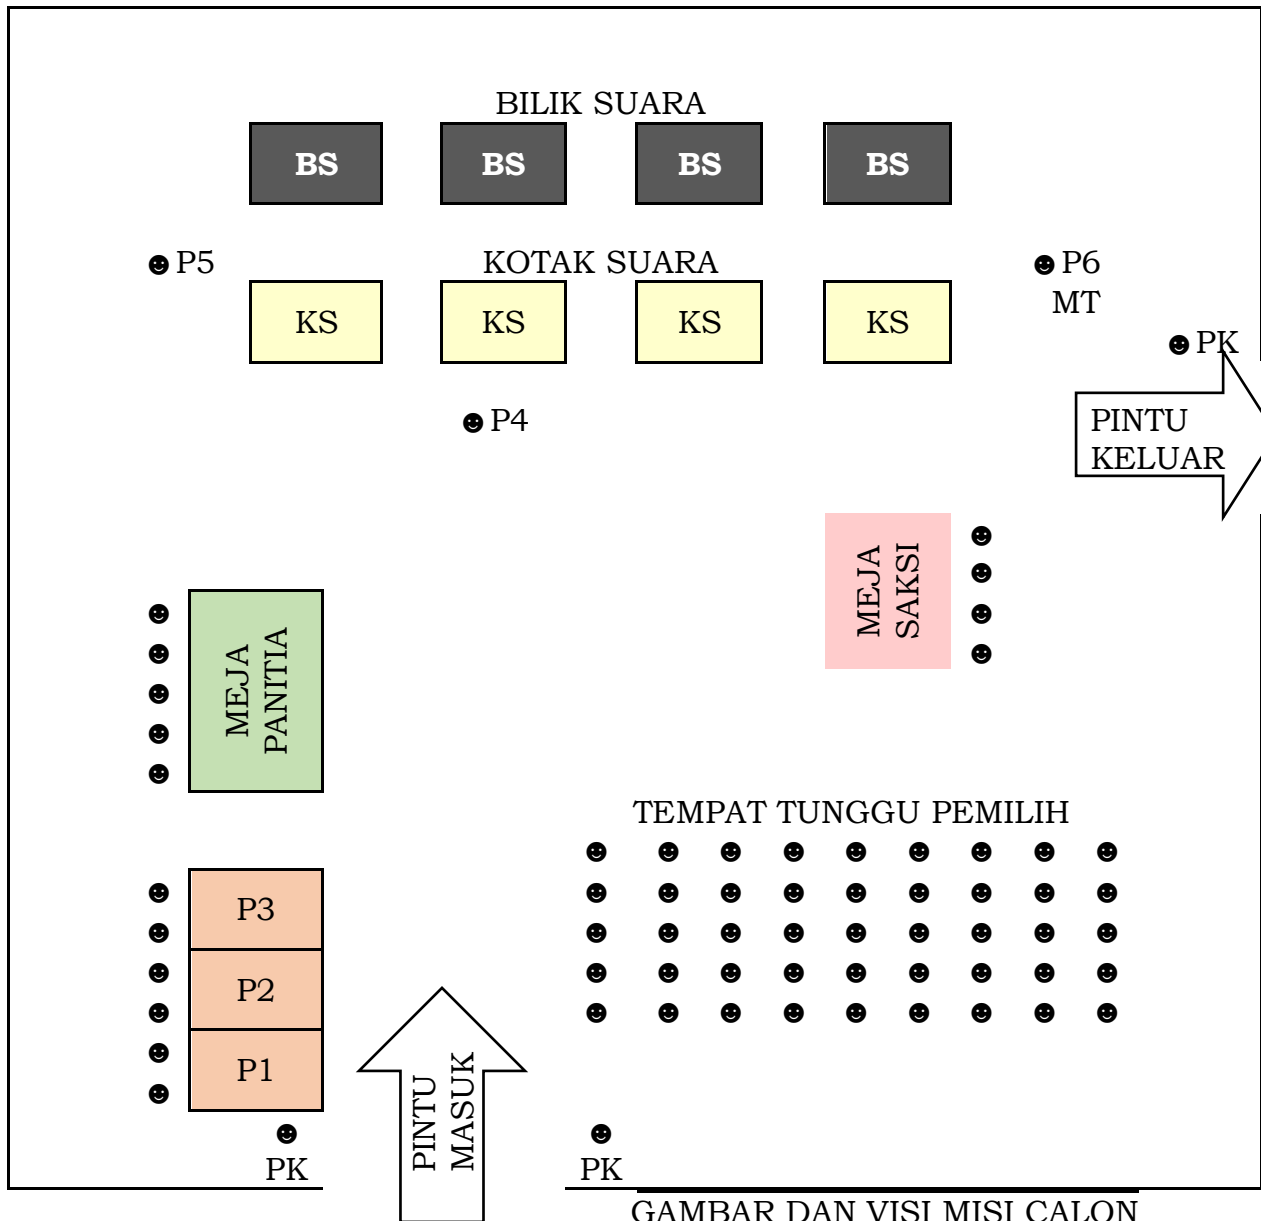 BILIK SUARA
BS BS BS BS
P5 KOTAK SUARA P6
MT
KS KS KS KS
PK
P4
PINTU
KELUAR
MEJA
SAKSI
MEJA
PANITIA
TEMPAT TUNGGU PEMILIH
P3
P2
P1
PINTU
MASUK
PK PK
GAMBAR DAN VISI MISI CALON